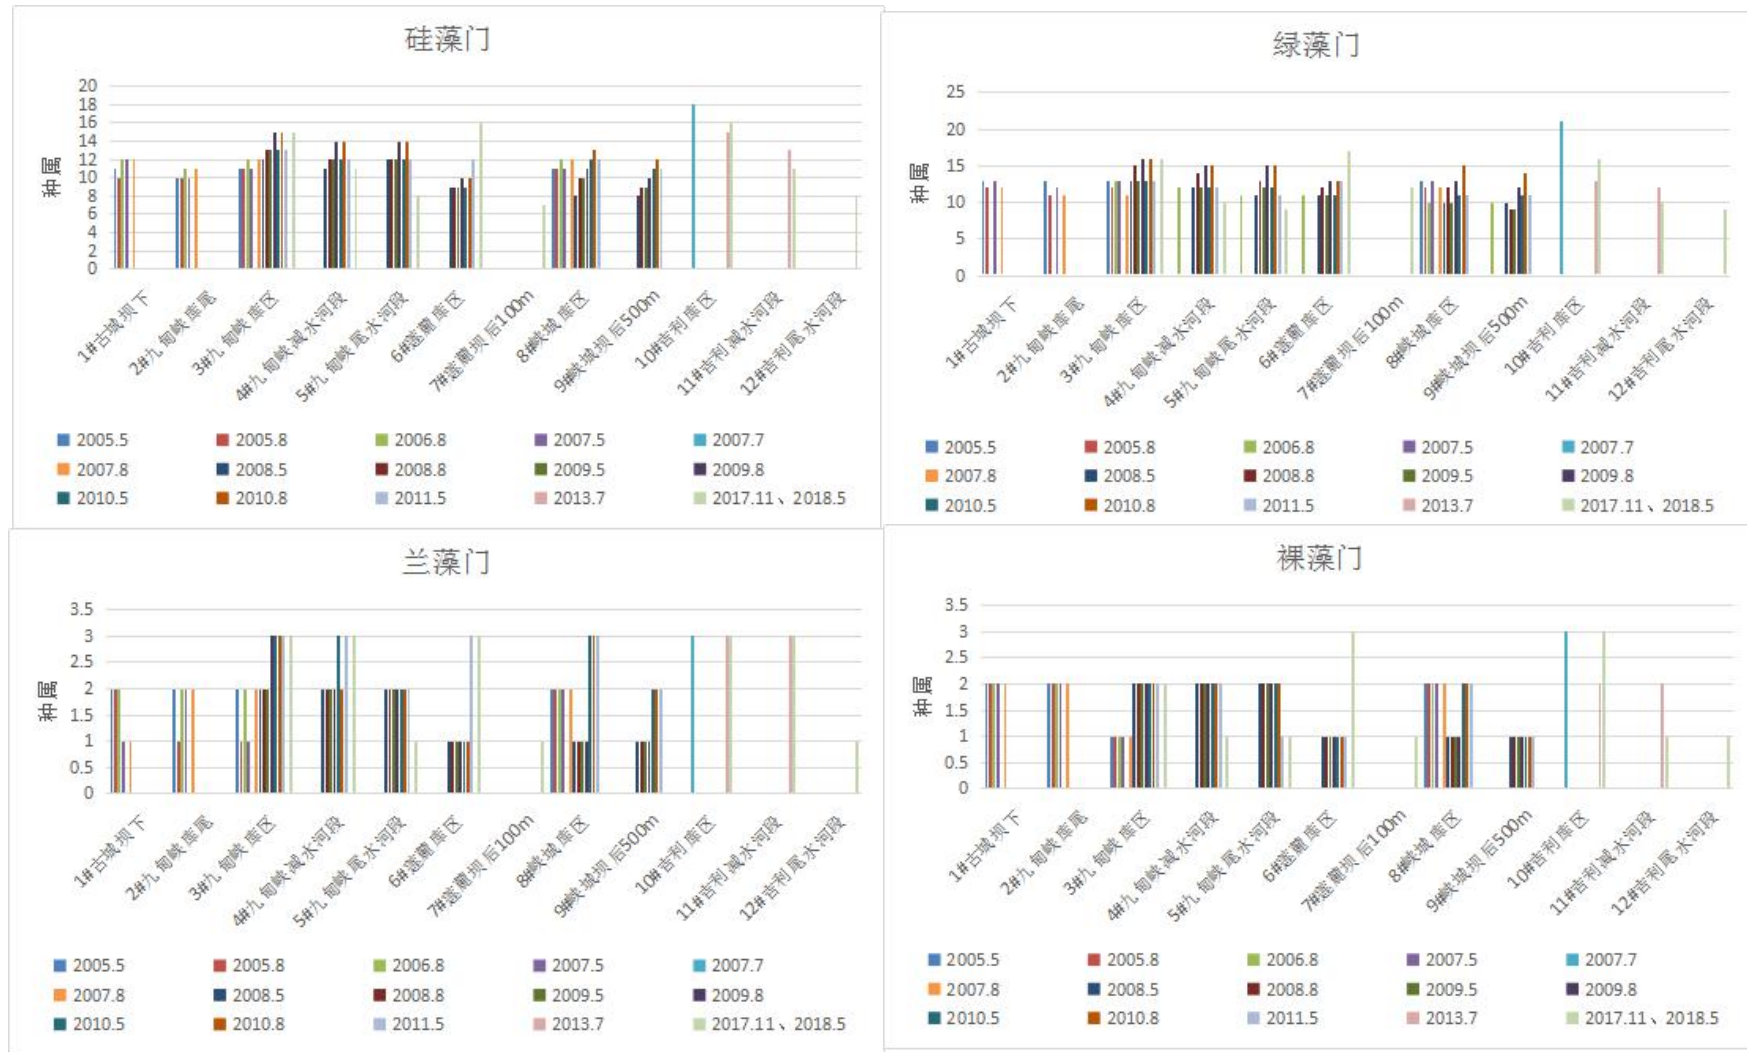 硅藻门
20
18
16
14
12
10
8
6
4
2
0
种属
1#古城坝下
2#九甸峡库尾
3#九甸峡库区
4#九甸峡减水河段
5#九甸峡尾水河段
6#莲麓库区
7#莲麓坝后100m
8#峡城库区
9#峡城坝后500m
10#吉利库区
11#吉利减水河段
12#吉利尾水河段
2005.5 2005.8 2006.8 2007.5 2007.7
2007.8 2008.5 2008.8 2009.5 2009.8
2010.5 2010.8 2011.5 2013.7 2017.11、2018.5
绿藻门
25
20
15
10
5
0
种属
1#古城坝下
2#九甸峡库尾
3#九甸峡库区
4#九甸峡减水河段
5#九甸峡尾水河段
6#莲麓库区
7#莲麓坝后100m
8#峡城库区
9#峡城坝后500m
10#吉利库区
11#吉利减水河段
12#吉利尾水河段
2005.5 2005.8 2006.8 2007.5 2007.7
2007.8 2008.5 2008.8 2009.5 2009.8
2010.5 2010.8 2011.5 2013.7 2017.11、2018.5
兰藻门
3.5
3
2.5
2
1.5
1
0.5
0
种属
1#古城坝下
2#九甸峡库尾
3#九甸峡库区
4#九甸峡减水河段
5#九甸峡尾水河段
6#莲麓库区
7#莲麓坝后100m
8#峡城库区
9#峡城坝后500m
10#吉利库区
11#吉利减水河段
12#吉利尾水河段
2005.5 2005.8 2006.8 2007.5 2007.7
2007.8 2008.5 2008.8 2009.5 2009.8
2010.5 2010.8 2011.5 2013.7 2017.11、2018.5
裸藻门
3.5
3
2.5
2
1.5
1
0.5
0
种属
1#古城坝下
2#九甸峡库尾
3#九甸峡库区
4#九甸峡减水河段
5#九甸峡尾水河段
6#莲麓库区
7#莲麓坝后100m
8#峡城库区
9#峡城坝后500m
10#吉利库区
11#吉利减水河段
12#吉利尾水河段
2005.5 2005.8 2006.8 2007.5 2007.7
2007.8 2008.5 2008.8 2009.5 2009.8
2010.5 2010.8 2011.5 2013.7 2017.11、2018.5